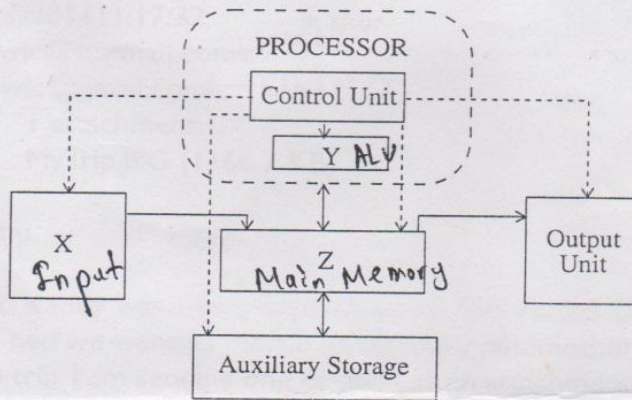 PROCESSOR
Control Unit
Y ALU
X
Input
Z
Main Memory
Output
Unit
Auxiliary Storage